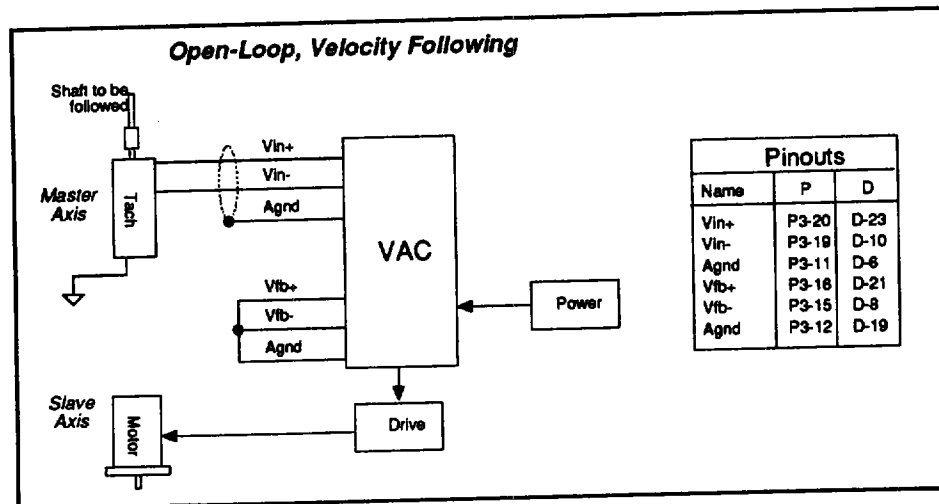 Open-Loop, Velocity Following
Shaft to be
followed
Master
Axis
Tach
Vin+
Vin-
Agnd
VAC
Vfb+
Vfb-
Agnd
Power
Drive
Slave
Axis
Motor
Pinouts
Name P D
Vin+ P3-20 D-23
Vin- P3-19 D-10
Agnd P3-11 D-6
Vfb+ P3-16 D-21
Vfb- P3-15 D-8
Agnd P3-12 D-19